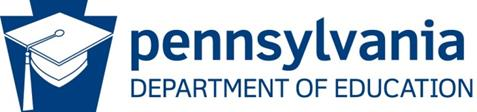 pennsylvania
DEPARTMENT OF EDUCATION